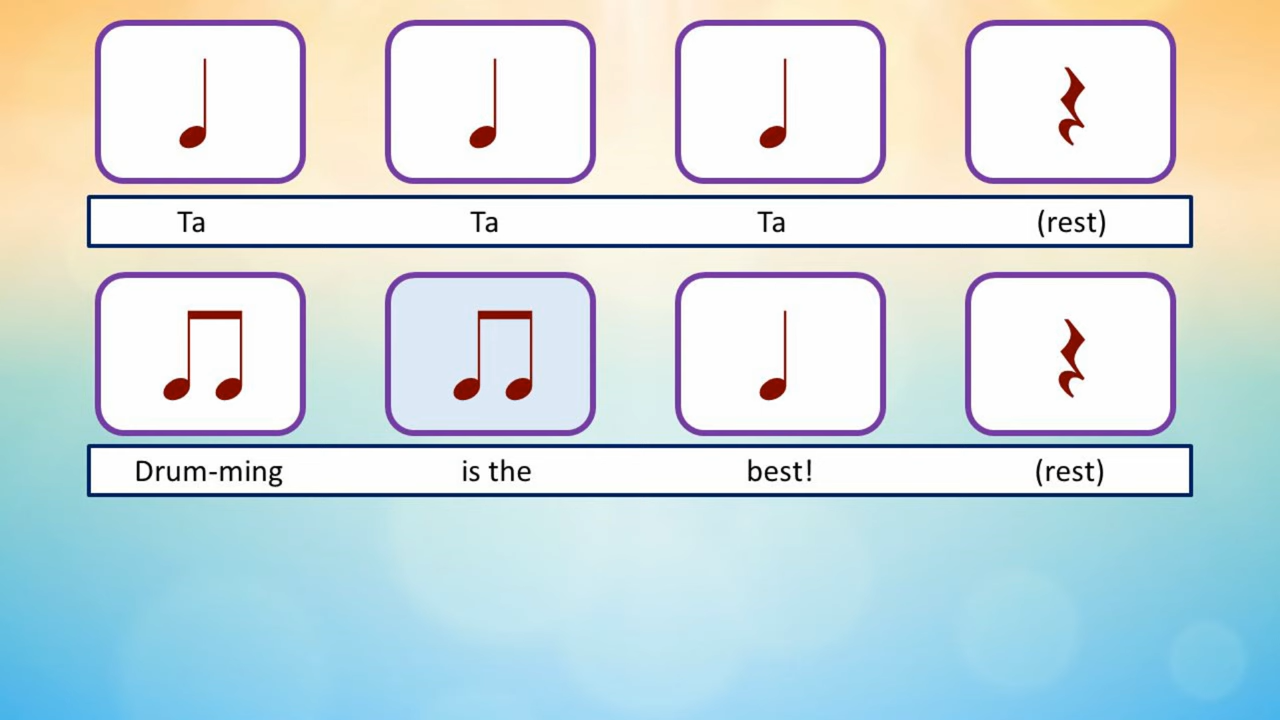 Ta Ta Ta (rest)
Drum-ming is the best! (rest)